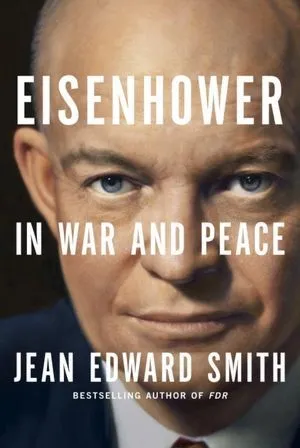 EISENHOWER
IN WAR AND PEACE
JEAN EDWARD SMITH
BESTSELLING AUTHOR OF FDR